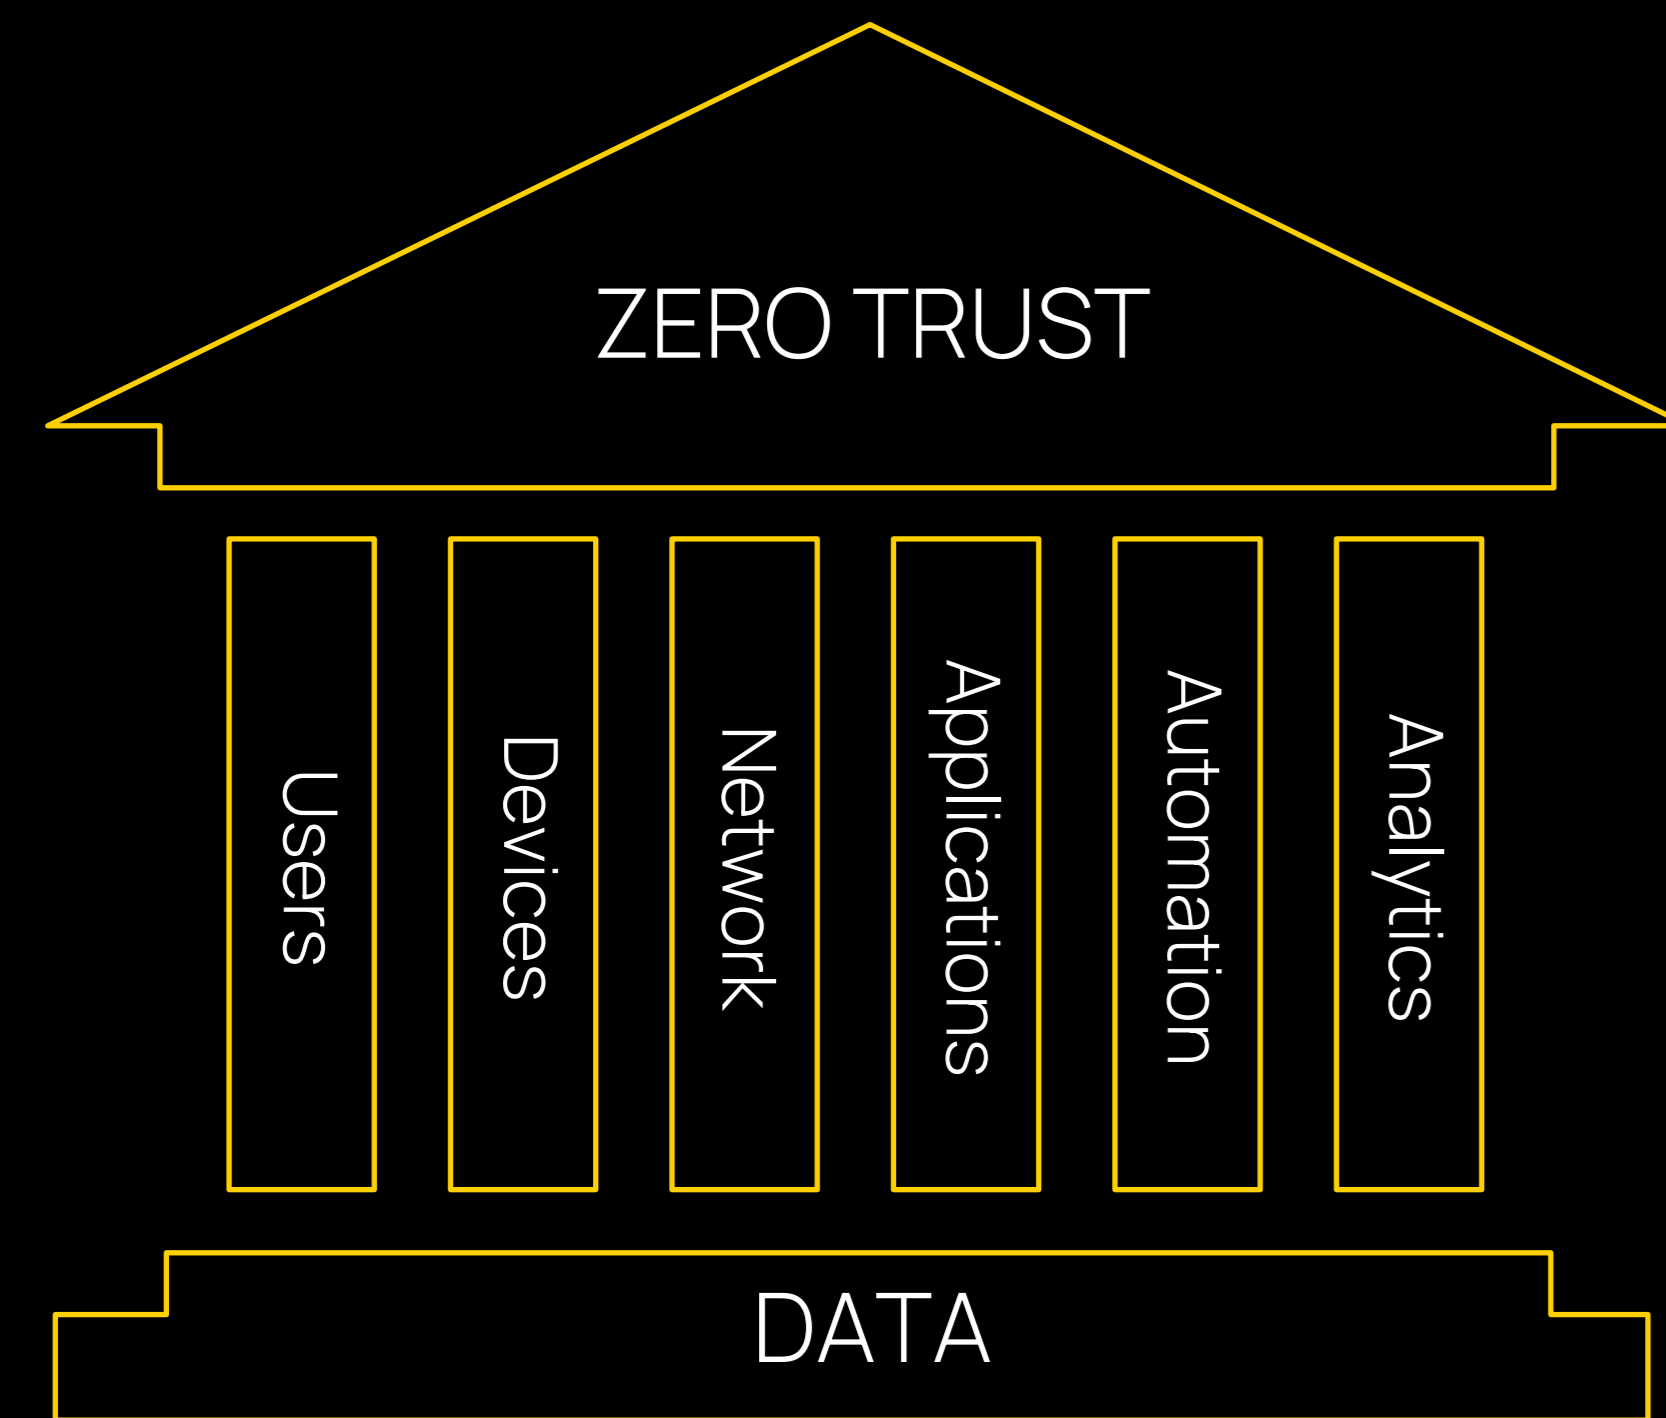 ZERO TRUST
Users
Devices
Network
Applications
Automation
Analytics
DATA